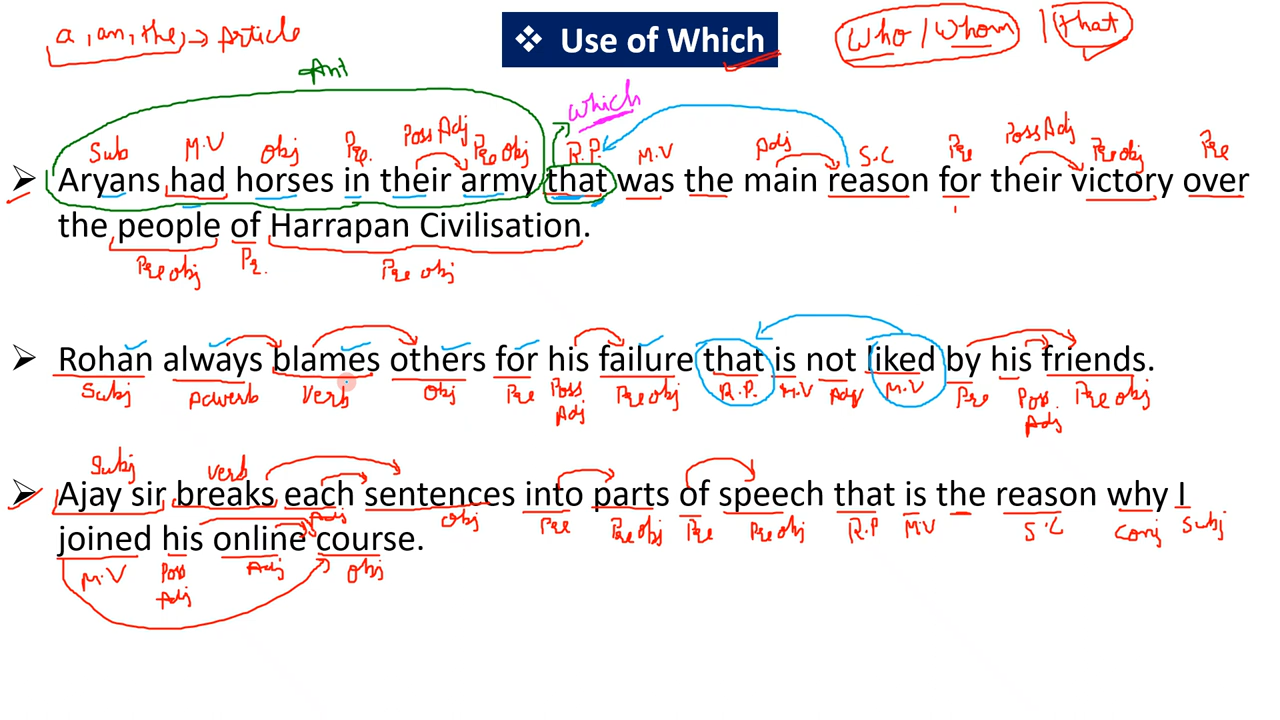 a, an, the, → Article
❖ Use of Which
Who / Whom / that
Ant
which
Sub M.V Obj Pre. Poss Adj Pre Obj R.P. M.V Adj S.C Pre Poss Adj Pre obj Pre
➢ Aryans had horses in their army that was the main reason for their victory over
the people of Harrapan Civilisation.
Pre obj Pr. Pre obj
➢ Rohan always blames others for his failure that is not liked by his friends.
Subj Adverb Verb Obj Pre Poss Adj Pre obj R.P. M.V Adv M.V Pre Poss Adj Pre obj
Subj verb
➢ Ajay sir breaks each sentences into parts of speech that is the reason why I
Adj Obj Pre Pre obj Pre Pre obj R.P M.V S.C Conj Subj
joined his online course.
M.V Poss Adj Adj Obj